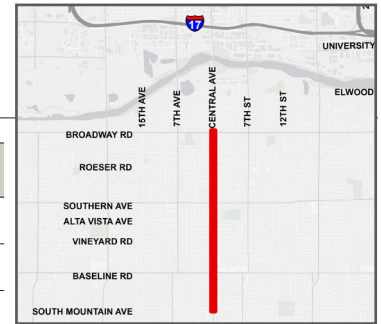 17
UNIVERSITY
ELWOOD
15TH AVE
7TH AVE
CENTRAL AVE
7TH ST
12TH ST
BROADWAY RD
ROESER RD
SOUTHERN AVE
ALTA VISTA AVE
VINEYARD RD
BASELINE RD
SOUTH MOUNTAIN AVE